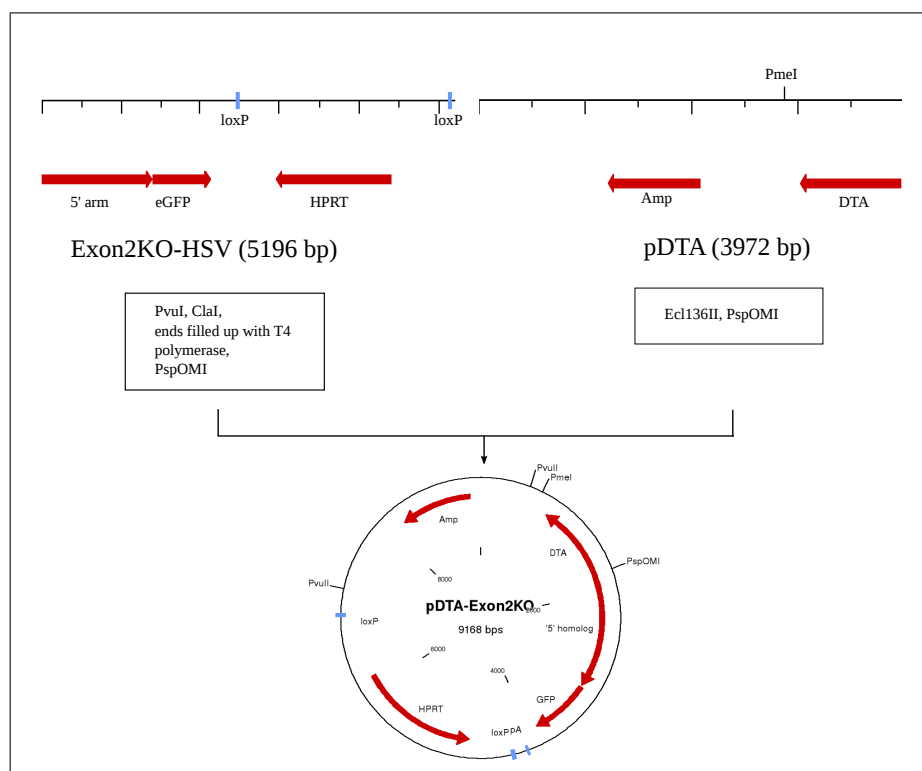 PmeI
loxP
loxP
5' arm
eGFP
HPRT
Amp
DTA
Exon2KO-HSV (5196 bp)
pDTA (3972 bp)
PvuI, ClaI,
ends filled up with T4
polymerase,
PspOMI
Ecl136II, PspOMI
PvuII
PmeI
Amp
DTA
PspOMI
8000
PvuII
pDTA-Exon2KO
2000
loxP
9168 bps
'5' homolog
6000
4000
GFP
HPRT
loxP
pA